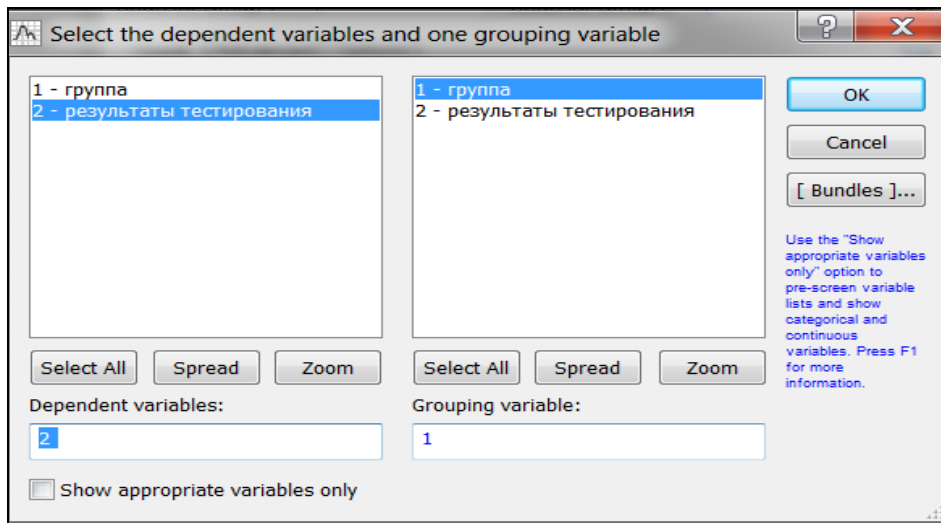 Select the dependent variables and one grouping variable
1 - группа
2 - результаты тестирования
1 - группа
2 - результаты тестирования
OK
Cancel
[ Bundles ]...
Use the "Show
appropriate variables
only" option to
pre-screen variable
lists and show
categorical and
continuous
variables. Press F1
for more
information.
Select All
Spread
Zoom
Select All
Spread
Zoom
Dependent variables:
Grouping variable:
2
1
Show appropriate variables only